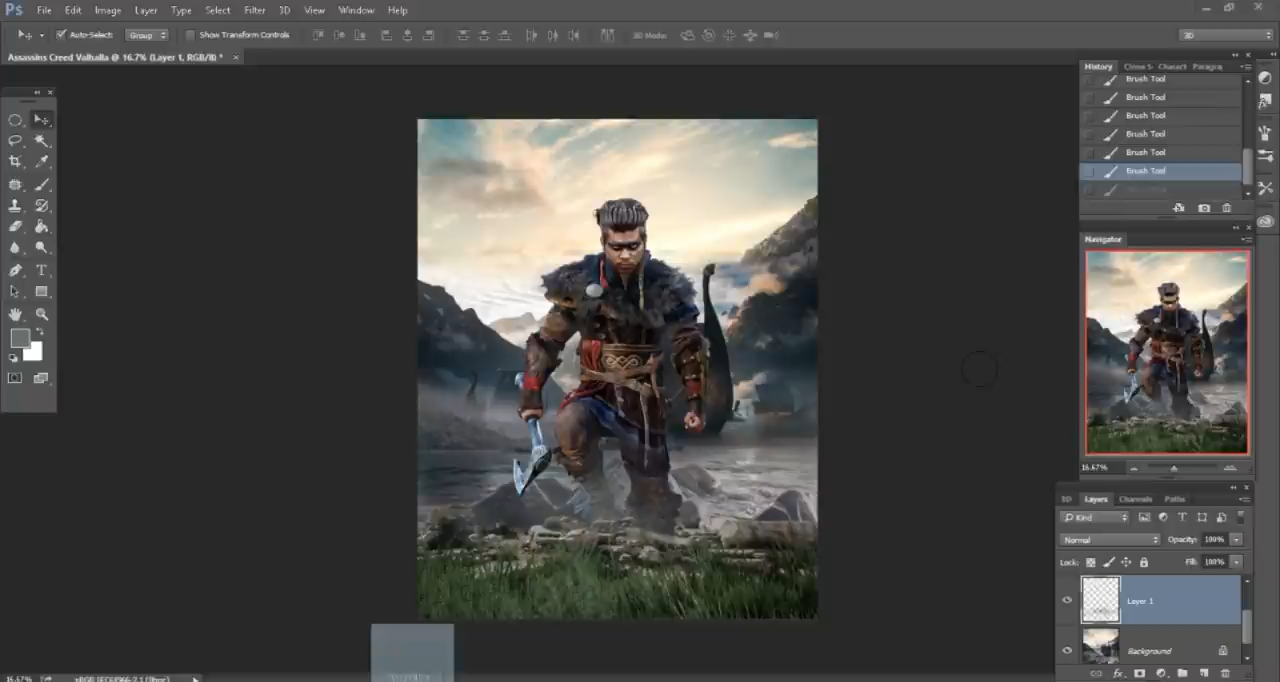 Ps File Edit Image Layer Type Select Filter 3D View Window Help
Auto-Select: Group Show Transform Controls 3D Mode: 3D
Assassins Creed Valhalla @ 16.7% (Layer 1, RGB/8) * ×
History Paragra
Brush Tool
Brush Tool
Brush Tool
Brush Tool
Brush Tool
Brush Tool
Navigator
16.67%
3D Layers Channels Paths
Kind
Normal Opacity: 100%
Lock: Fill: 100%
Layer 1
Background
16.67%